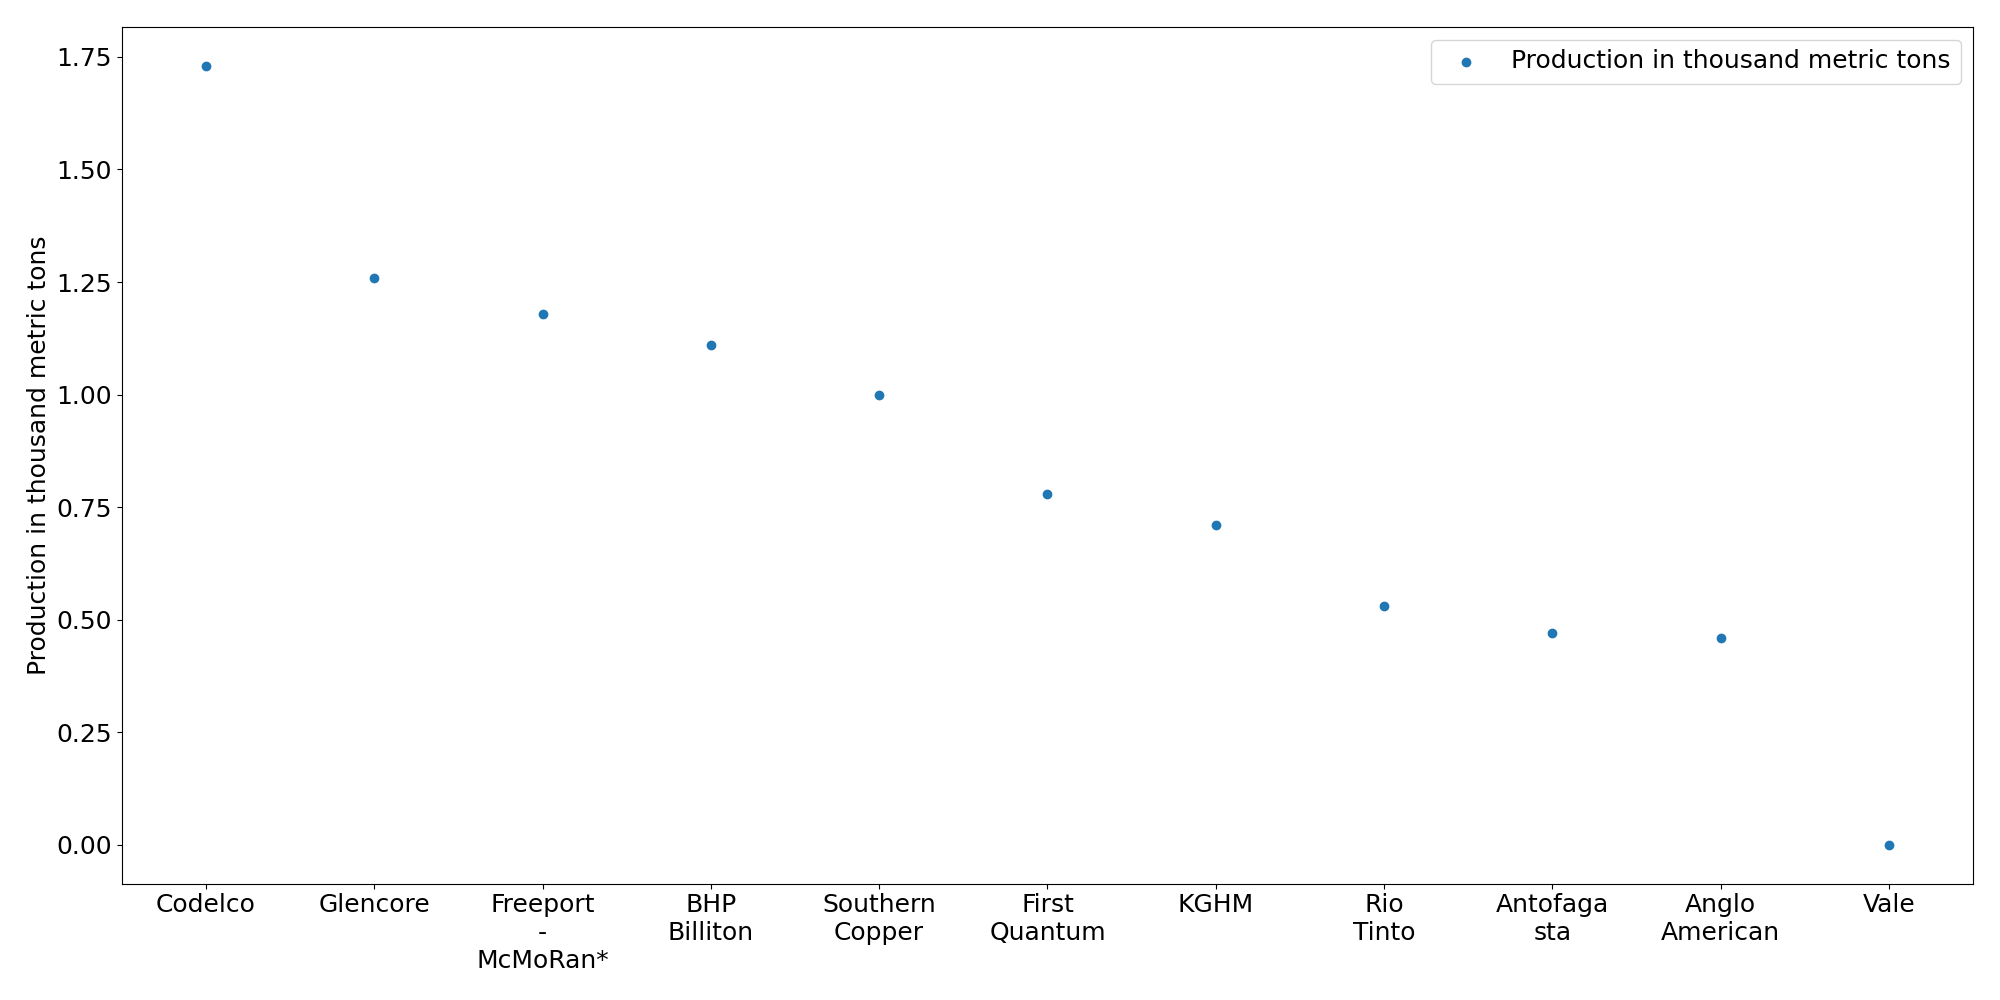 Production in thousand metric tons
1.75
1.50
1.25
1.00
0.75
0.50
0.25
0.00
Production in thousand metric tons
Codelco
Glencore
Freeport
-
McMoRan*
BHP
Billiton
Southern
Copper
First
Quantum
KGHM
Rio
Tinto
Antofaga
sta
Anglo
American
Vale